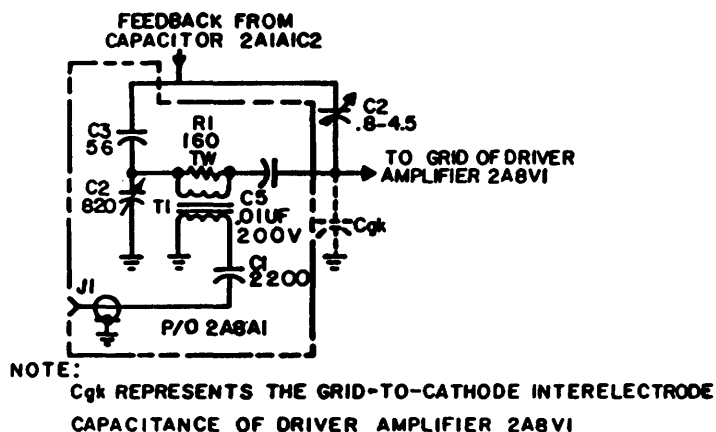 FEEDBACK FROM
CAPACITOR 2A1A1C2
C3
56
R1
160
TW
C2
.8-4.5
TO GRID OF DRIVER
AMPLIFIER 2A8V1
C2
820
T1
C5
.01UF
200V
Cgk
C1
2200
J1
P/O 2A8A1
NOTE:
Cgk REPRESENTS THE GRID-TO-CATHODE INTERELECTRODE
CAPACITANCE OF DRIVER AMPLIFIER 2A8V1